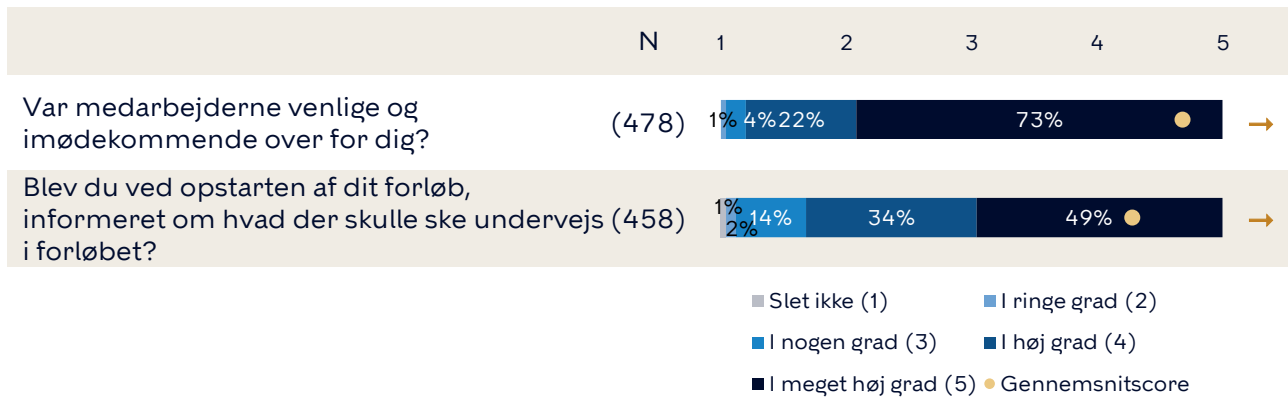 N 1 2 3 4 5
Var medarbejderne venlige og
imødekommende over for dig?
(478) 1% 4% 22% 73% →
Blev du ved opstarten af dit forløb,
informeret om hvad der skulle ske undervejs (458) 1% 2% 14% 34% 49% →
i forløbet?
Slet ikke (1) I ringe grad (2)
I nogen grad (3) I høj grad (4)
I meget høj grad (5) Gennemsnitscore